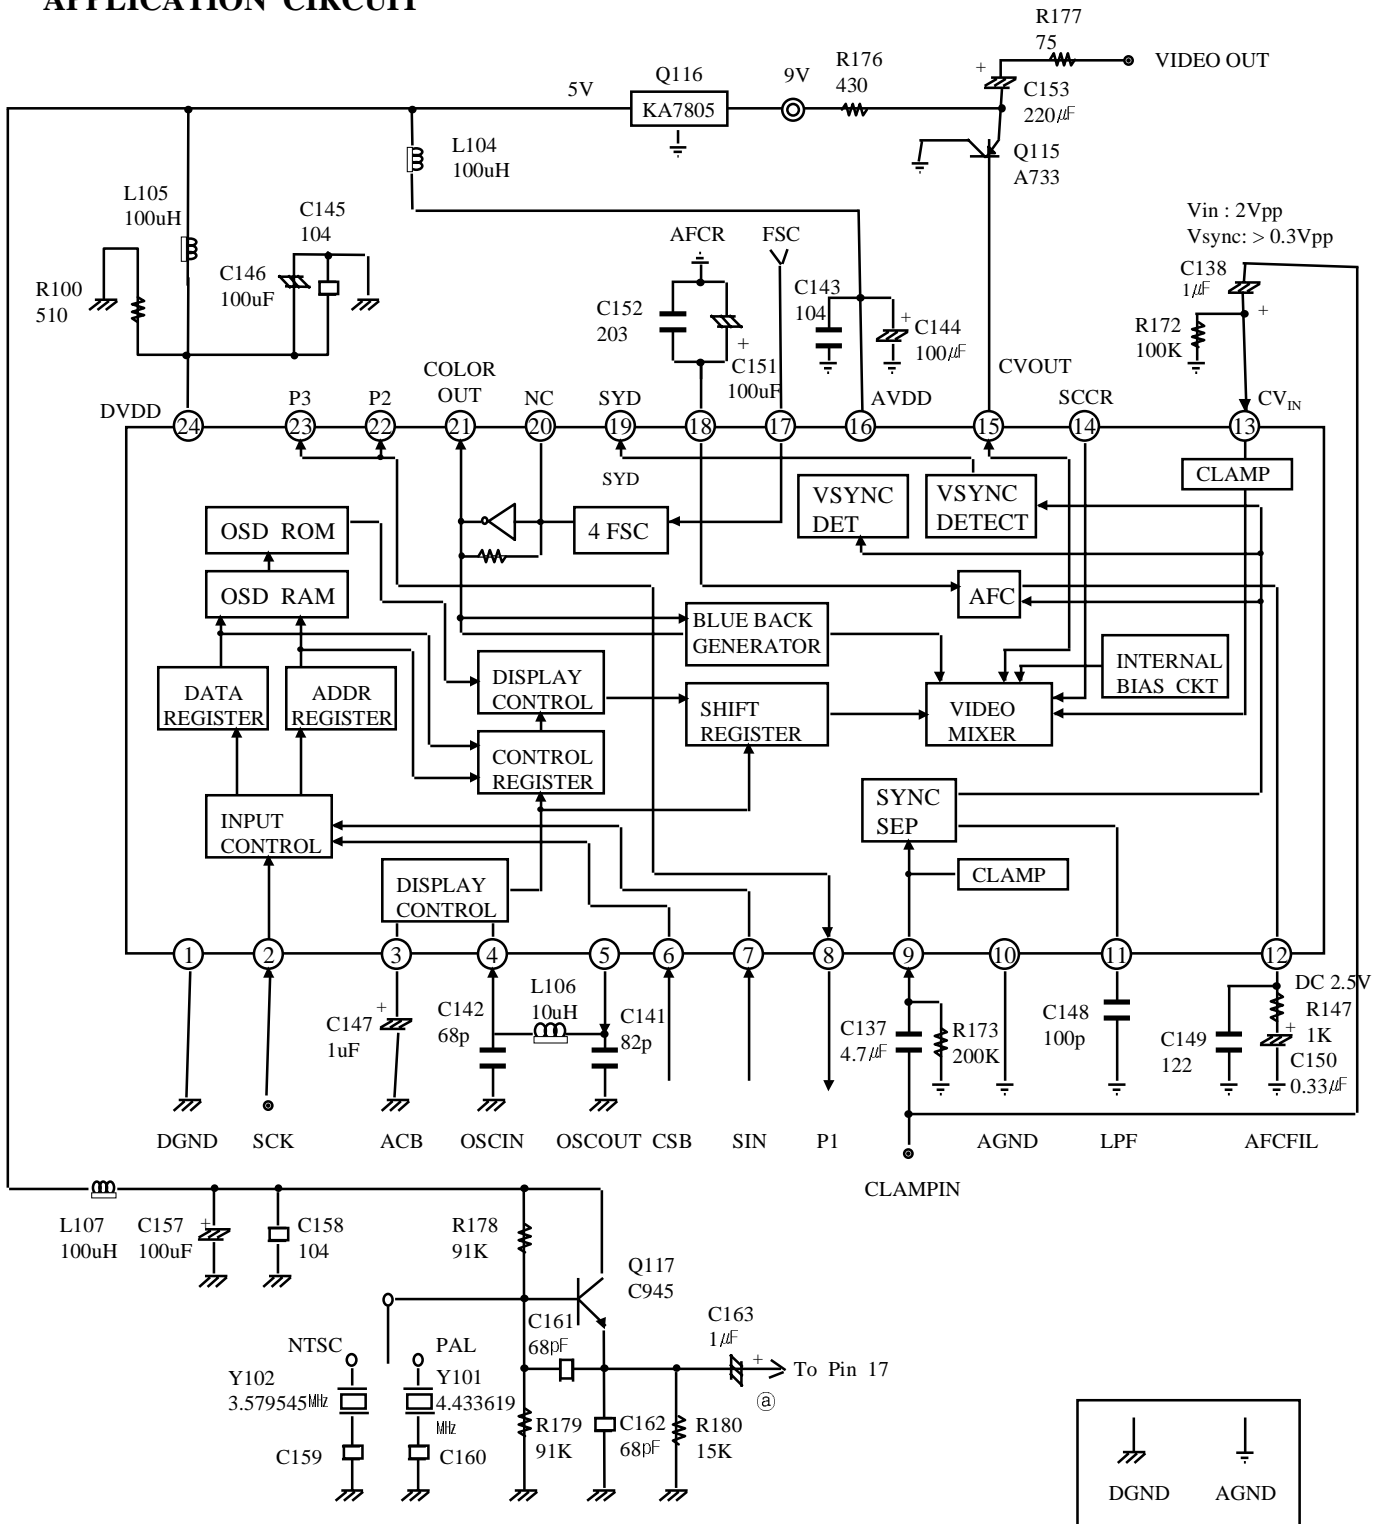 APPLICATION CIRCUIT
R177
75
VIDEO OUT
R176
430
9V
Q116
KA7805
5V
C153
220㎌
Q115
A733
L104
100uH
L105
100uH
C145
104
C146
100uF
R100
510
AFCR
FSC
C152
203
C151
100uF
C143
104
C144
100㎌
Vin : 2Vpp
Vsync: > 0.3Vpp
C138
1㎌
R172
100K
DVDD
P3
P2
COLOR
OUT
NC
SYD
AVDD
CVOUT
SCCR
CVIN
24
23
22
21
20
19
18
17
16
15
14
13
SYD
CLAMP
VSYNC
DET
VSYNC
DETECT
OSD ROM
4 FSC
OSD RAM
AFC
BLUE BACK
GENERATOR
DATA
REGISTER
ADDR
REGISTER
DISPLAY
CONTROL
SHIFT
REGISTER
VIDEO
MIXER
INTERNAL
BIAS CKT
CONTROL
REGISTER
INPUT
CONTROL
SYNC
SEP
DISPLAY
CONTROL
CLAMP
1
2
3
4
5
6
7
8
9
10
11
12
C147
1uF
C142
68p
L106
10uH
C141
82p
C137
4.7㎌
R173
200K
C148
100p
DC 2.5V
R147
1K
C149
122
C150
0.33㎌
DGND
SCK
ACB
OSCIN
OSCOUT
CSB
SIN
P1
AGND
LPF
AFCFIL
CLAMPIN
L107
100uH
C157
100uF
C158
104
R178
91K
Q117
C945
C161
68pF
C163
1㎌
To Pin 17
ⓐ
NTSC
PAL
Y102
3.579545㎒
Y101
4.433619
㎒
C159
C160
R179
91K
C162
68pF
R180
15K
DGND
AGND